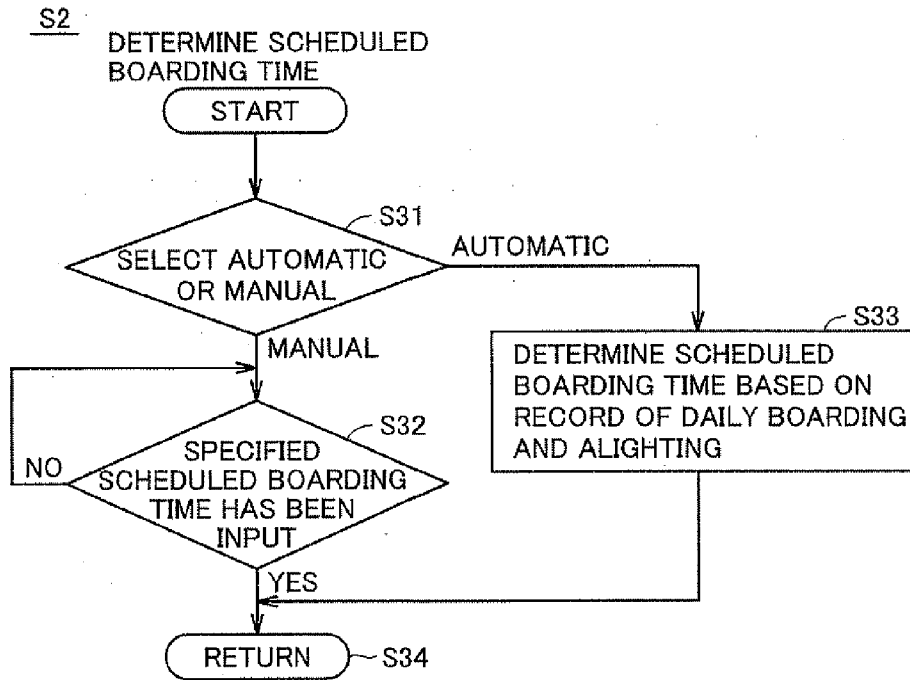 S2
DETERMINE SCHEDULED
BOARDING TIME
START
S31
SELECT AUTOMATIC
OR MANUAL
AUTOMATIC
MANUAL
S33
DETERMINE SCHEDULED
BOARDING TIME BASED ON
RECORD OF DAILY BOARDING
AND ALIGHTING
S32
SPECIFIED
SCHEDULED BOARDING
TIME HAS BEEN
INPUT
NO
YES
RETURN
S34